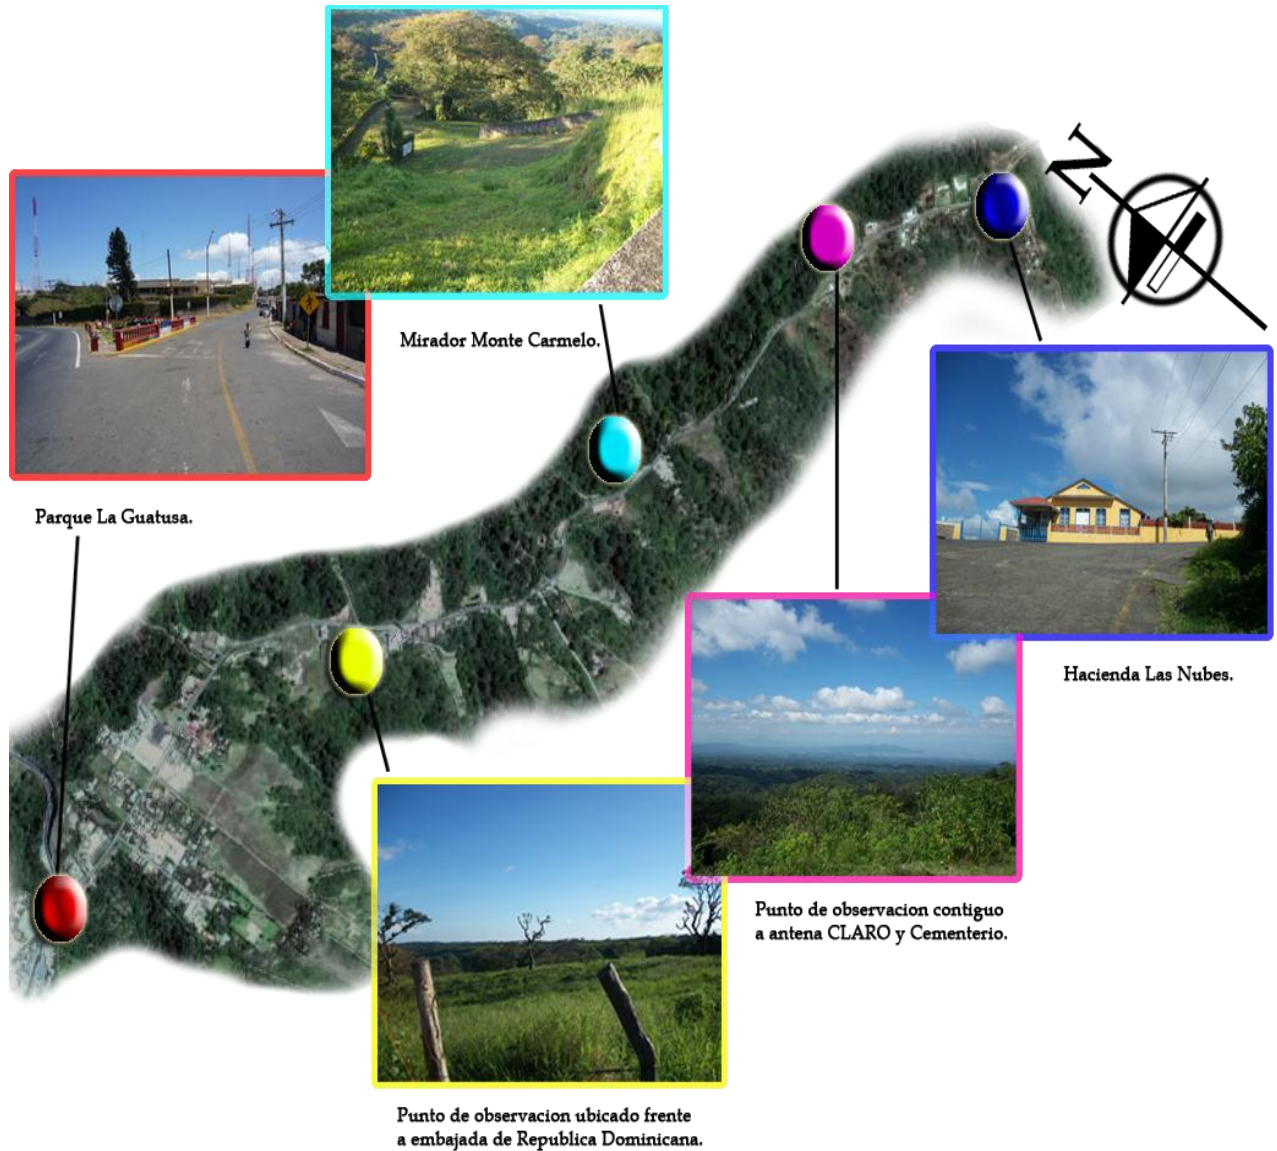 N
Mirador Monte Carmelo.
Parque La Guatusa.
Hacienda Las Nubes.
Punto de observacion contiguo
a antena CLARO y Cementerio.
Punto de observacion ubicado frente
a embajada de Republica Dominicana.